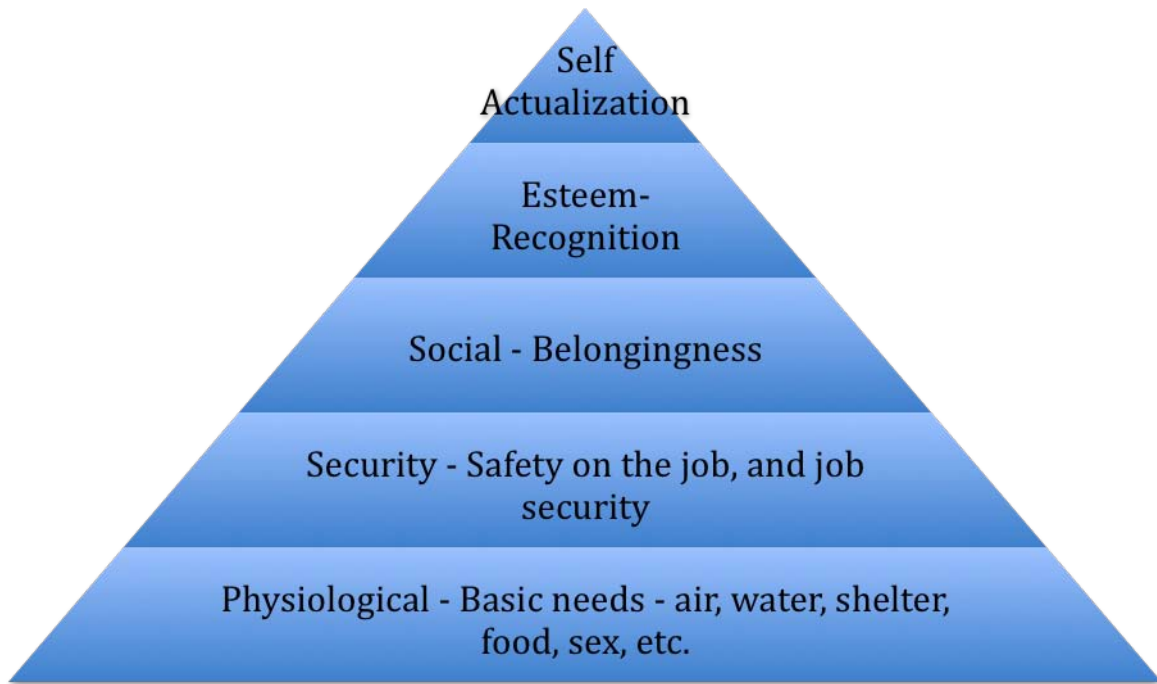 Self
Actualization
Esteem-
Recognition
Social - Belongingness
Security - Safety on the job, and job
security
Physiological - Basic needs - air, water, shelter,
food, sex, etc.